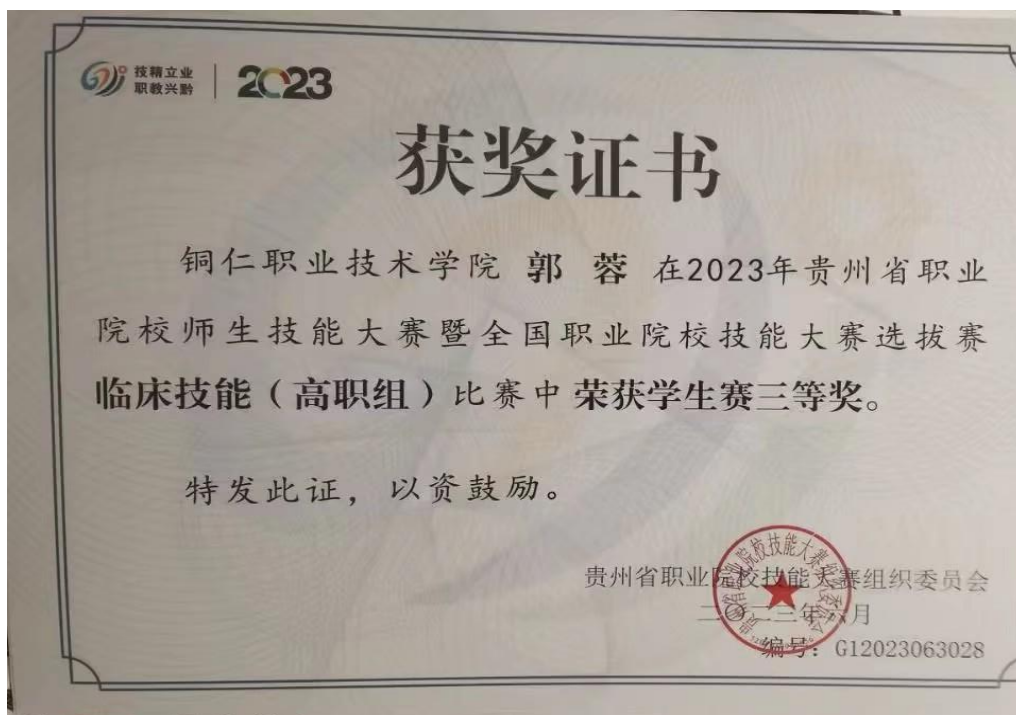 技精立业
职教兴黔
2023
获奖证书
铜仁职业技术学院 郭 蓉 在2023年贵州省职业
院校师生技能大赛暨全国职业院校技能大赛选拔赛
临床技能（高职组）比赛中 荣获学生赛三等奖。
特发此证，以资鼓励。
贵州省职业院校技能大赛组织委员会
二〇二三年六月
编号：G12023063028